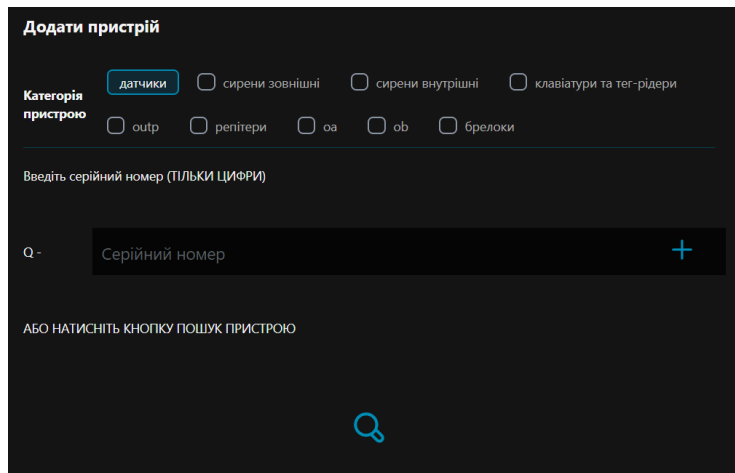 Додати пристрій
Категорія пристрою
датчики сирени зовнішні сирени внутрішні клавіатури та тег-рідери
outp репітери oa ob брелоки
Введіть серійний номер (ТІЛЬКИ ЦИФРИ)
Q - Серійний номер
АБО НАТИСНІТЬ КНОПКУ ПОШУК ПРИСТРОЮ